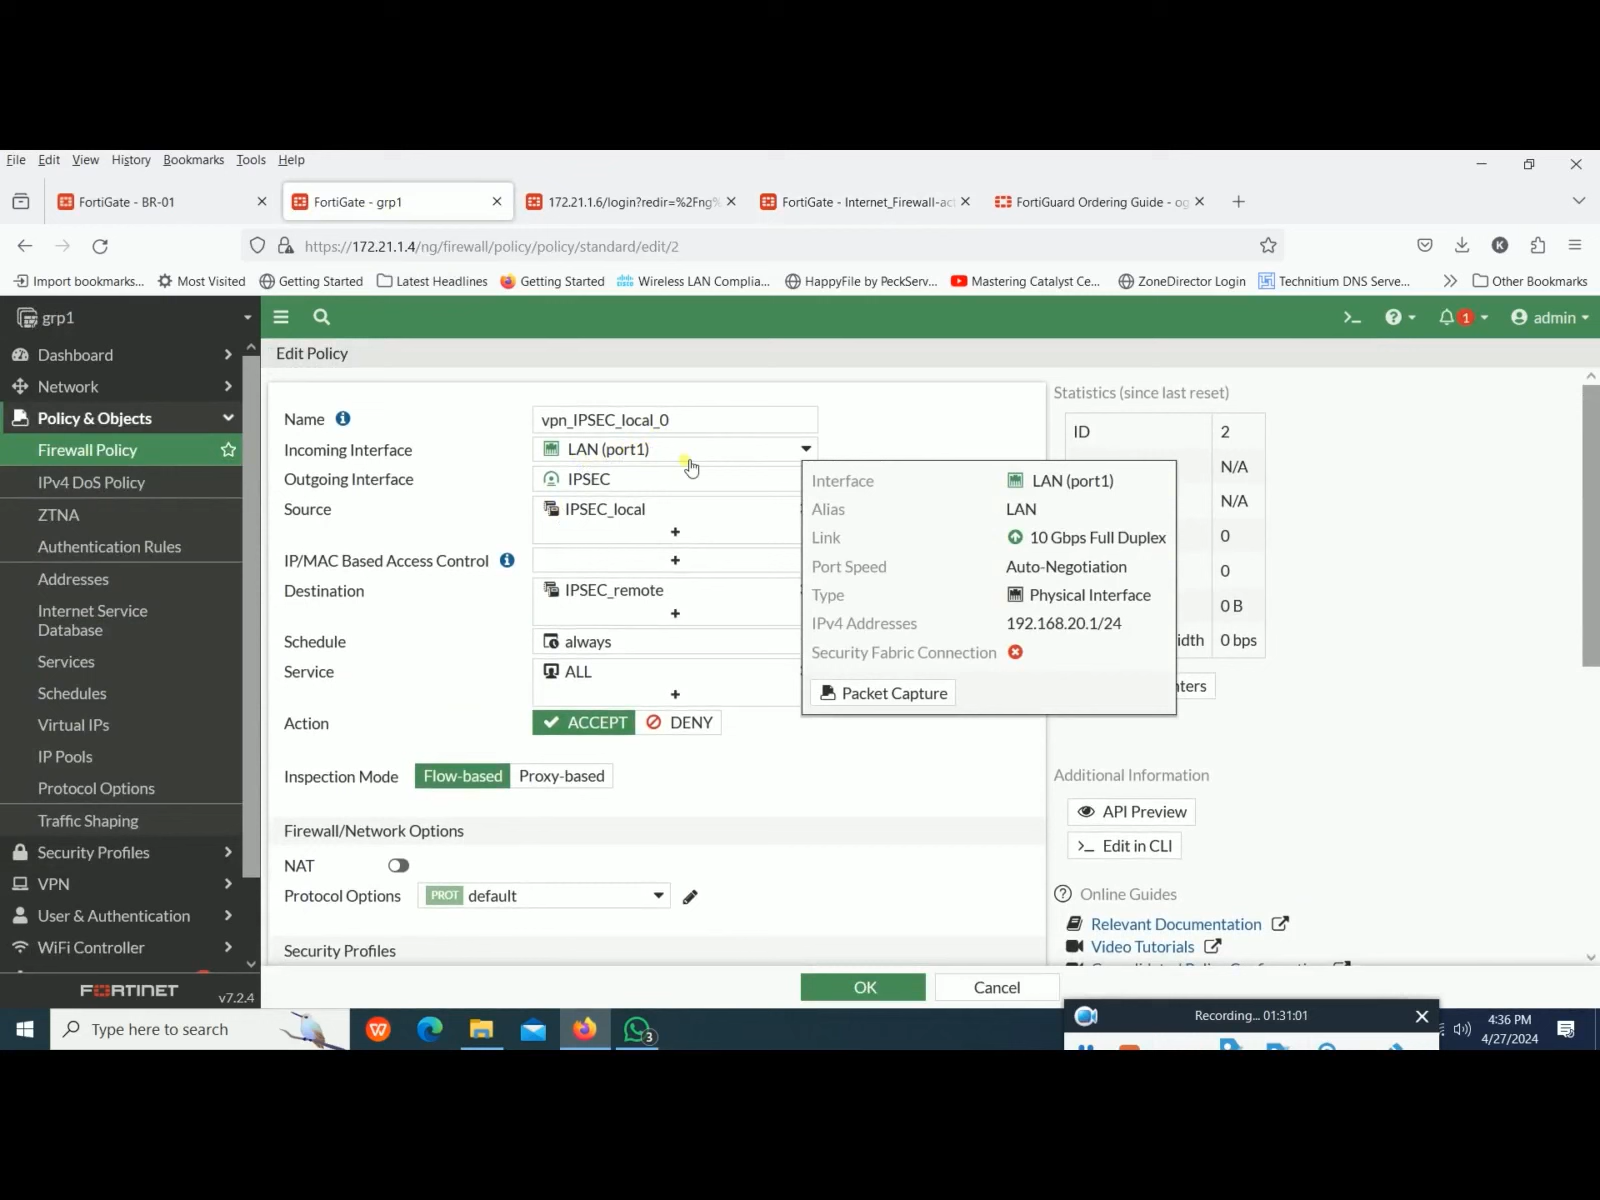 File Edit View History Bookmarks Tools Help
FortiGate - BR-01
FortiGate - grp1
172.21.1.6/login?redir=%2Fng%
FortiGate - Internet_Firewall-act
FortiGuard Ordering Guide - og
https://172.21.1.4/ng/firewall/policy/policy/standard/edit/2
K
Import bookmarks... Most Visited Getting Started Latest Headlines Getting Started Wireless LAN Complia... HappyFile by PeckServ... Mastering Catalyst Ce... ZoneDirector Login Technitium DNS Serve... Other Bookmarks
grp1
1
admin
Dashboard
Network
Policy & Objects
Firewall Policy
IPv4 DoS Policy
ZTNA
Authentication Rules
Addresses
Internet Service
Database
Services
Schedules
Virtual IPs
IP Pools
Protocol Options
Traffic Shaping
Security Profiles
VPN
User & Authentication
WiFi Controller
FORTINET v7.2.4
Edit Policy
Name vpn_IPSEC_local_0
Incoming Interface LAN (port1)
Outgoing Interface IPSEC
Source IPSEC_local
+
IP/MAC Based Access Control +
Destination IPSEC_remote
+
Schedule always
Service ALL
+
Action ACCEPT DENY
Inspection Mode Flow-based Proxy-based
Firewall/Network Options
NAT
Protocol Options PROT default
Security Profiles
OK Cancel
Interface LAN (port1)
Alias LAN
Link 10 Gbps Full Duplex
Port Speed Auto-Negotiation
Type Physical Interface
IPv4 Addresses 192.168.20.1/24
Security Fabric Connection
Packet Capture
Statistics (since last reset)
ID 2
N/A
N/A
0
0
0 B
idth 0 bps
nters
Additional Information
API Preview
Edit in CLI
Online Guides
Relevant Documentation
Video Tutorials
Type here to search
W
3
Recording... 01:31:01
4:36 PM
4/27/2024